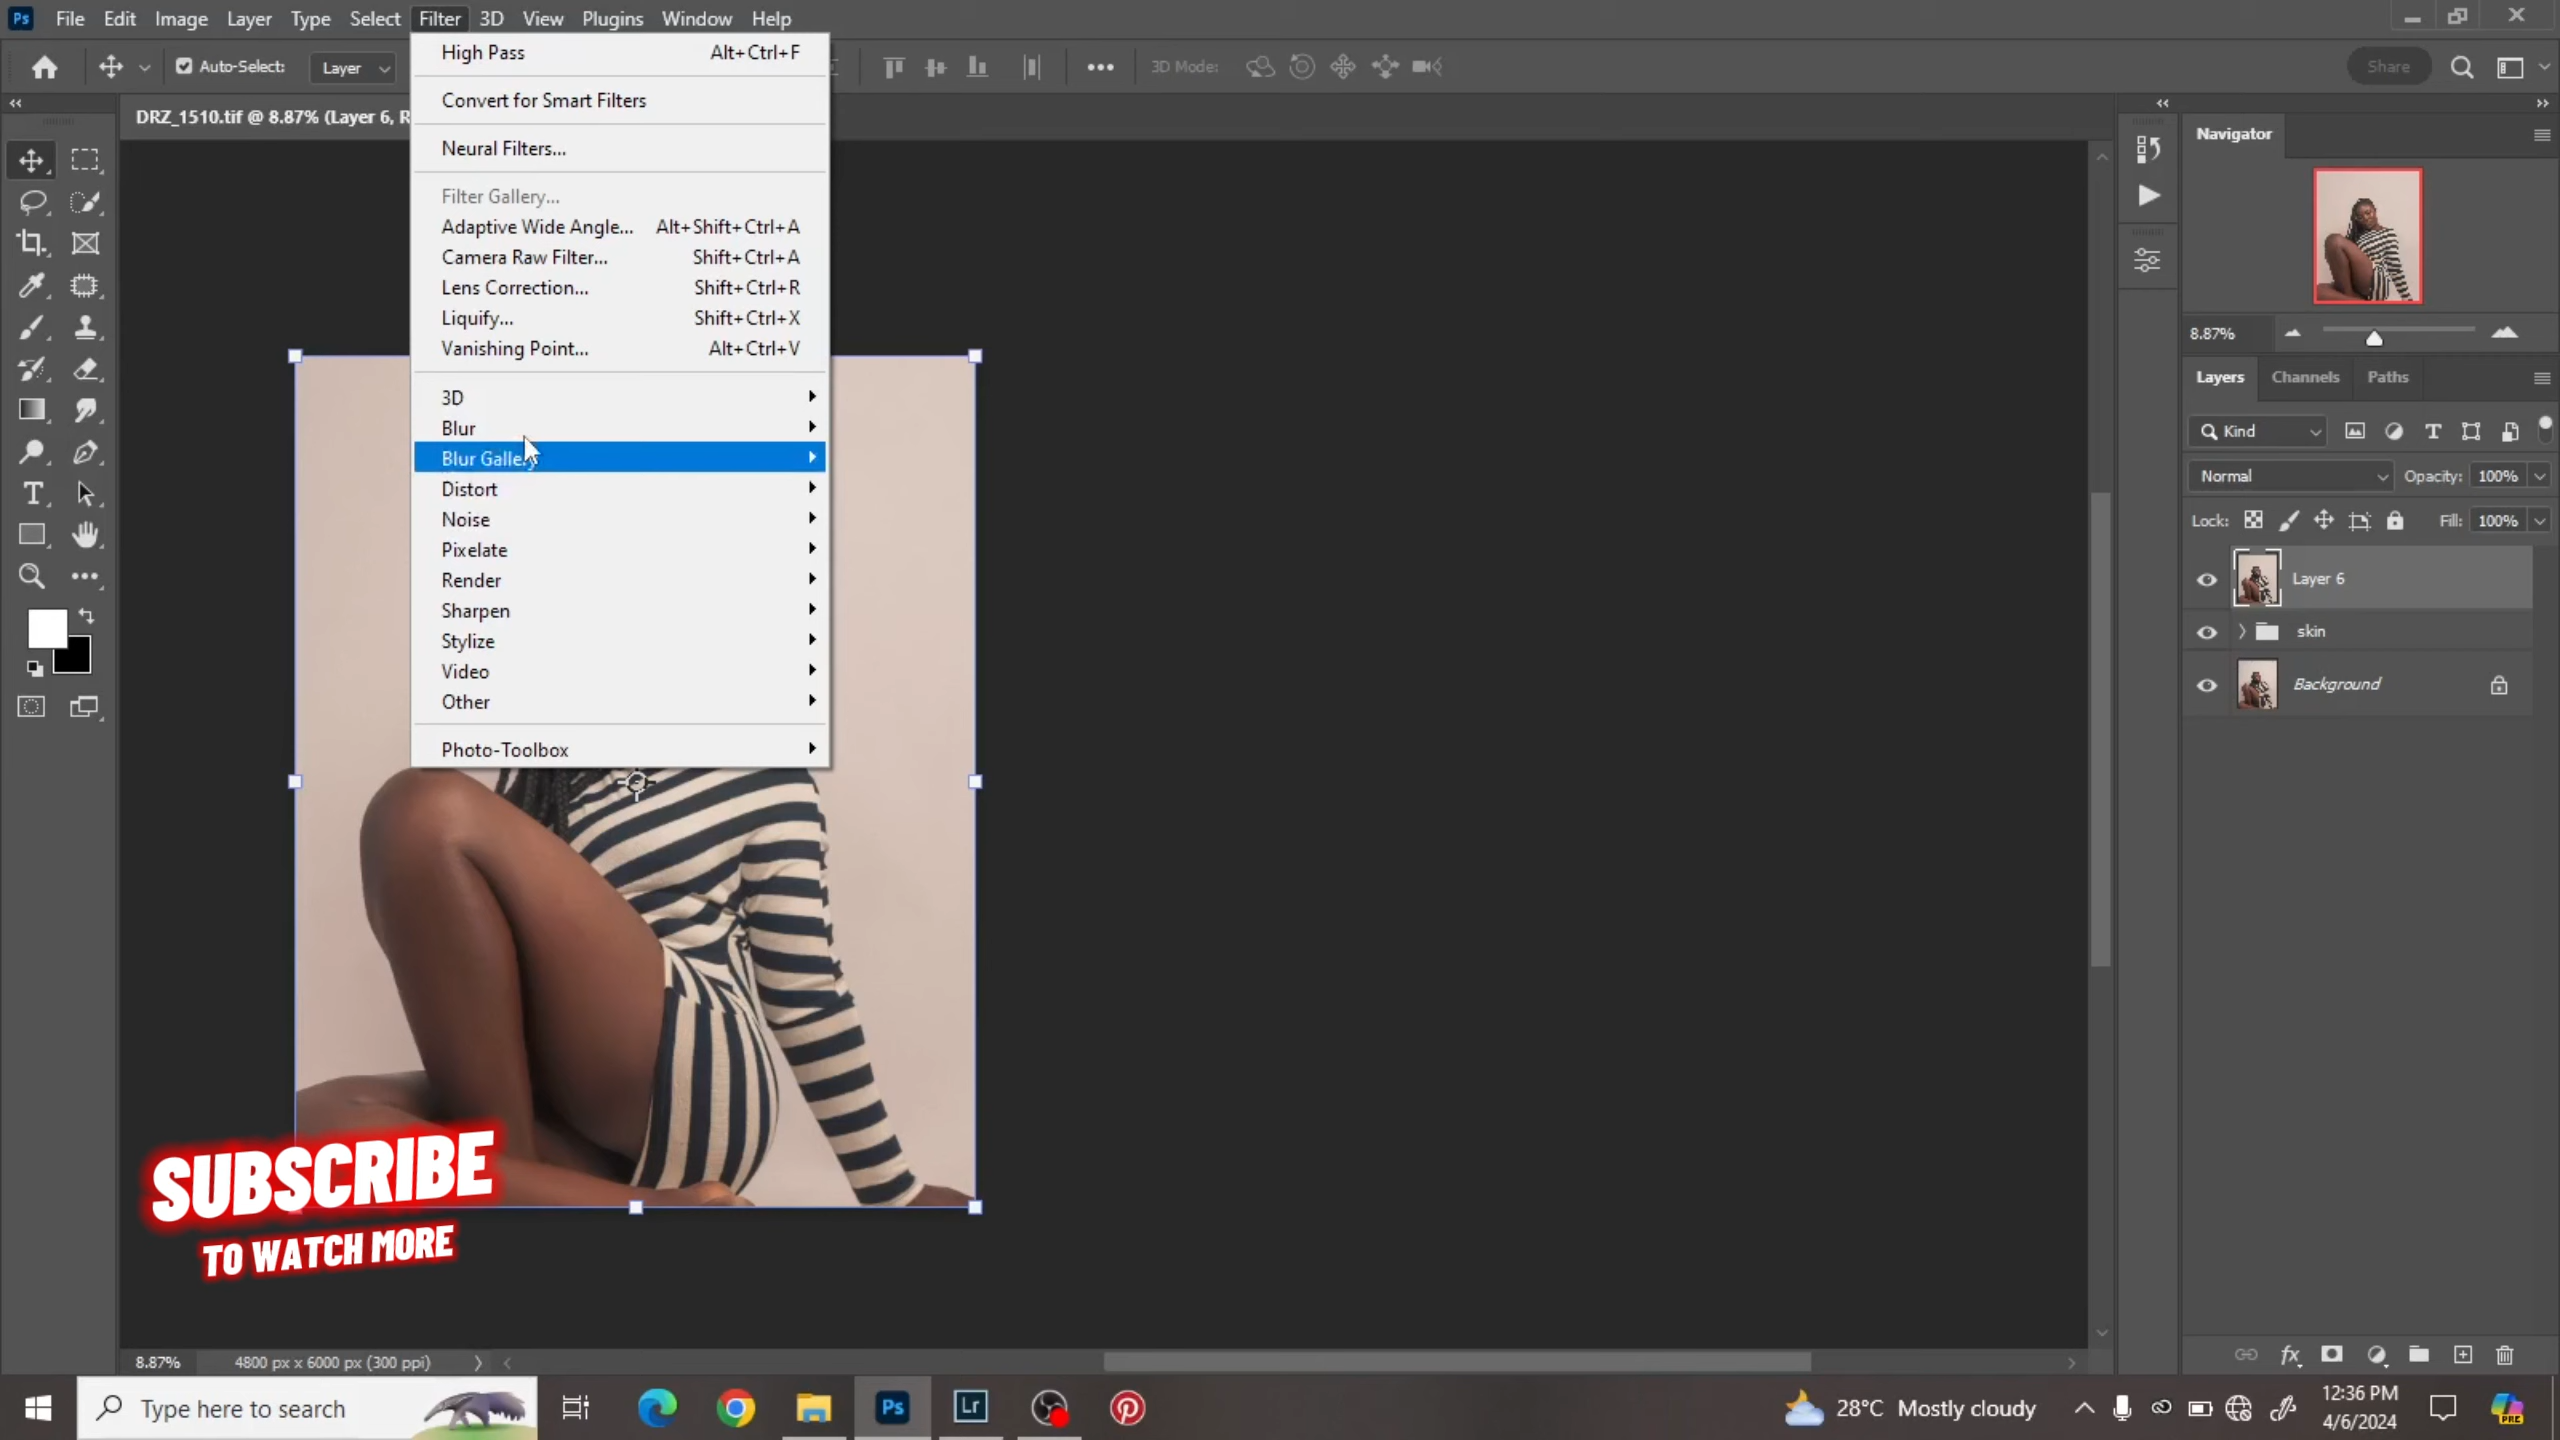 Ps File Edit Image Layer Type Select Filter 3D View Plugins Window Help
Auto-Select: Layer 3D Mode: Share
DRZ_1510.tif @ 8.87% (Layer 6, R
High Pass Alt+Ctrl+F
Convert for Smart Filters
Neural Filters...
Filter Gallery...
Adaptive Wide Angle... Alt+Shift+Ctrl+A
Camera Raw Filter... Shift+Ctrl+A
Lens Correction... Shift+Ctrl+R
Liquify... Shift+Ctrl+X
Vanishing Point... Alt+Ctrl+V
3D
Blur
Blur Gallery
Distort
Noise
Pixelate
Render
Sharpen
Stylize
Video
Other
Photo-Toolbox
Navigator
8.87%
Layers Channels Paths
Kind
Normal Opacity: 100%
Lock: Fill: 100%
Layer 6
skin
Background
SUBSCRIBE
TO WATCH MORE
8.87% 4800 px x 6000 px (300 ppi)
Type here to search
Ps Lr
28°C Mostly cloudy
12:36 PM
4/6/2024
PRE